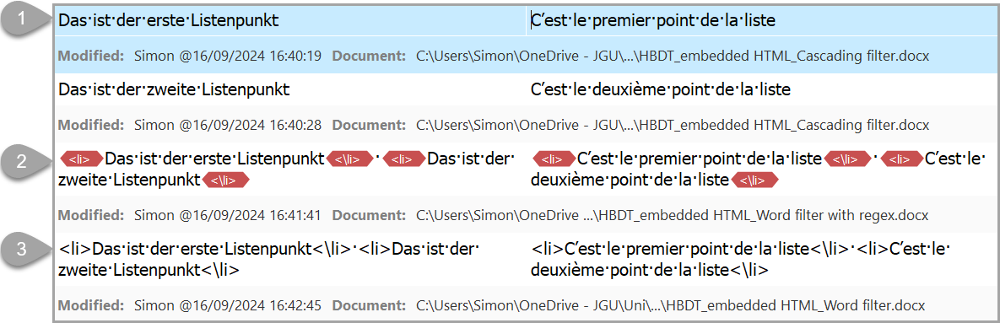 1
Das·ist·der·erste·Listenpunkt C'est·le·premier·point·de·la·liste
Modified: Simon @16/09/2024 16:40:19 Document: C:\Users\Simon\OneDrive - JGU\...\HBDT_embedded HTML_Cascading filter.docx
Das·ist·der·zweite·Listenpunkt C'est·le·deuxième·point·de·la·liste
Modified: Simon @16/09/2024 16:40:28 Document: C:\Users\Simon\OneDrive - JGU\...\HBDT_embedded HTML_Cascading filter.docx
2
<li>Das·ist·der·erste·Listenpunkt<\li>·<li>Das·ist·der· <li>C'est·le·premier·point·de·la·liste<\li>·<li>C'est·le·
zweite·Listenpunkt<\li> deuxième·point·de·la·liste<\li>
Modified: Simon @16/09/2024 16:41:41 Document: C:\Users\Simon\OneDrive ...\HBDT_embedded HTML_Word filter with regex.docx
3
<li>Das·ist·der·erste·Listenpunkt<\li>·<li>Das·ist·der· <li>C'est·le·premier·point·de·la·liste<\li>·<li>C'est·le·
zweite·Listenpunkt<\li> deuxième·point·de·la·liste<\li>
Modified: Simon @16/09/2024 16:42:45 Document: C:\Users\Simon\OneDrive - JGU\Uni\...\HBDT_embedded HTML_Word filter.docx